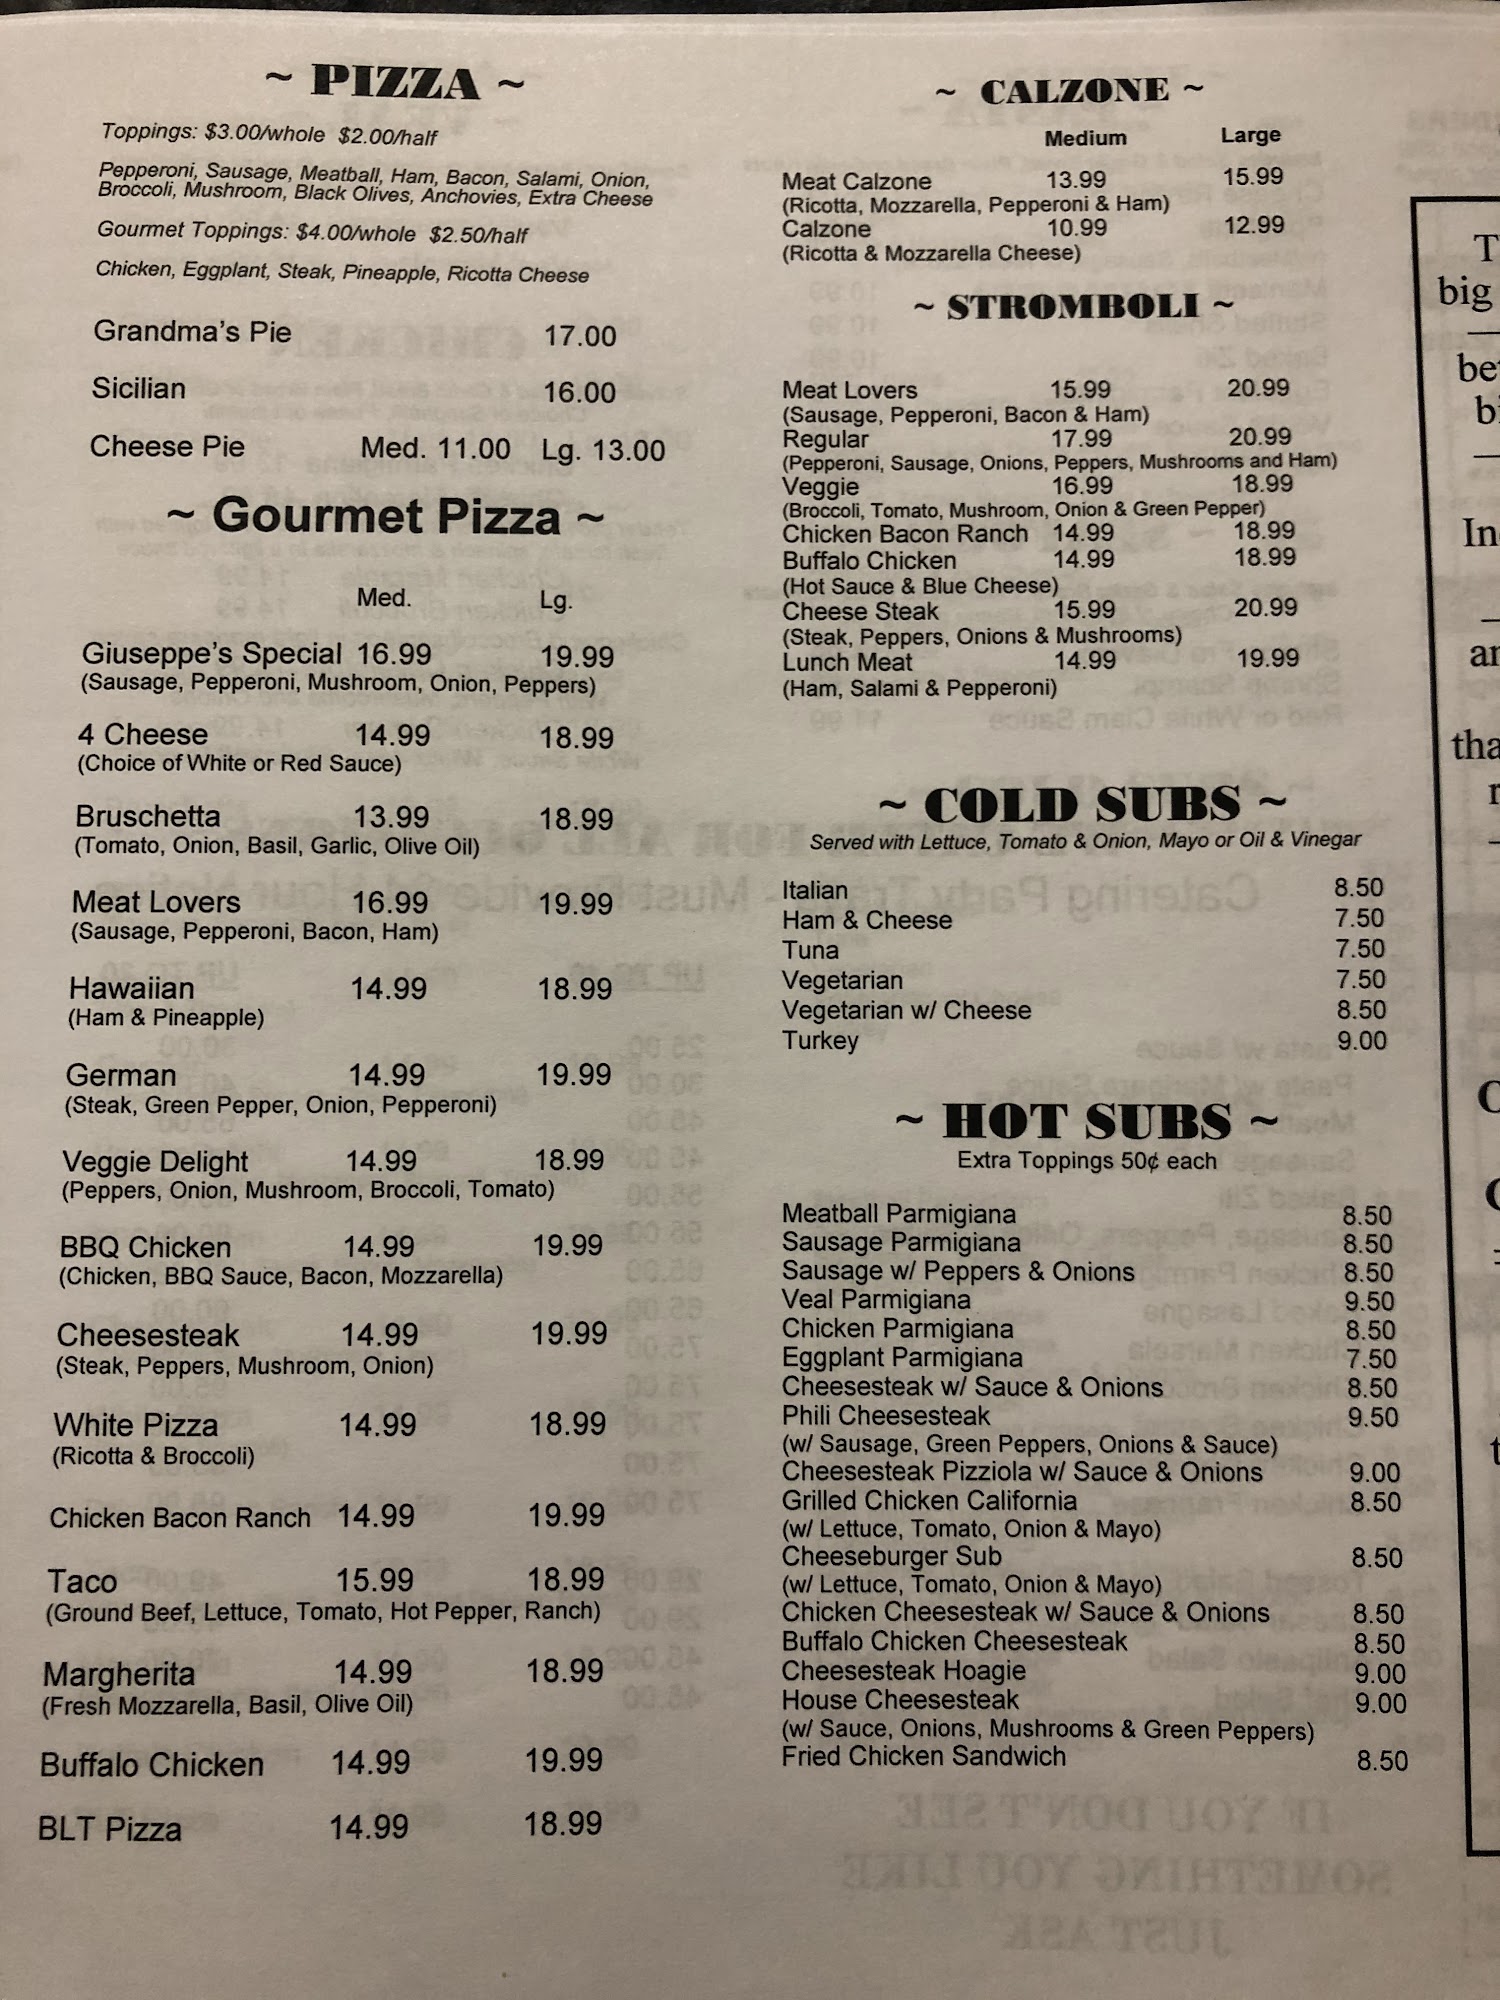 ~ PIZZA ~
Toppings: $3.00/whole $2.00/half
Pepperoni, Sausage, Meatball, Ham, Bacon, Salami, Onion,
Broccoli, Mushroom, Black Olives, Anchovies, Extra Cheese
Gourmet Toppings: $4.00/whole $2.50/half
Chicken, Eggplant, Steak, Pineapple, Ricotta Cheese
Grandma's Pie 17.00
Sicilian 16.00
Cheese Pie Med. 11.00 Lg. 13.00
~ Gourmet Pizza ~
Med. Lg.
Giuseppe's Special 16.99 19.99
(Sausage, Pepperoni, Mushroom, Onion, Peppers)
4 Cheese 14.99 18.99
(Choice of White or Red Sauce)
Bruschetta 13.99 18.99
(Tomato, Onion, Basil, Garlic, Olive Oil)
Meat Lovers 16.99 19.99
(Sausage, Pepperoni, Bacon, Ham)
Hawaiian 14.99 18.99
(Ham & Pineapple)
German 14.99 19.99
(Steak, Green Pepper, Onion, Pepperoni)
Veggie Delight 14.99 18.99
(Peppers, Onion, Mushroom, Broccoli, Tomato)
BBQ Chicken 14.99 19.99
(Chicken, BBQ Sauce, Bacon, Mozzarella)
Cheesesteak 14.99 19.99
(Steak, Peppers, Mushroom, Onion)
White Pizza 14.99 18.99
(Ricotta & Broccoli)
Chicken Bacon Ranch 14.99 19.99
Taco 15.99 18.99
(Ground Beef, Lettuce, Tomato, Hot Pepper, Ranch)
Margherita 14.99 18.99
(Fresh Mozzarella, Basil, Olive Oil)
Buffalo Chicken 14.99 19.99
BLT Pizza 14.99 18.99
~ CALZONE ~
Medium Large
Meat Calzone 13.99 15.99
(Ricotta, Mozzarella, Pepperoni & Ham)
Calzone 10.99 12.99
(Ricotta & Mozzarella Cheese)
~ STROMBOLI ~
Meat Lovers 15.99 20.99
(Sausage, Pepperoni, Bacon & Ham)
Regular 17.99 20.99
(Pepperoni, Sausage, Onions, Peppers, Mushrooms and Ham)
Veggie 16.99 18.99
(Broccoli, Tomato, Mushroom, Onion & Green Pepper)
Chicken Bacon Ranch 14.99 18.99
Buffalo Chicken 14.99 18.99
(Hot Sauce & Blue Cheese)
Cheese Steak 15.99 20.99
(Steak, Peppers, Onions & Mushrooms)
Lunch Meat 14.99 19.99
(Ham, Salami & Pepperoni)
~ COLD SUBS ~
Served with Lettuce, Tomato & Onion, Mayo or Oil & Vinegar
Italian 8.50
Ham & Cheese 7.50
Tuna 7.50
Vegetarian 7.50
Vegetarian w/ Cheese 8.50
Turkey 9.00
~ HOT SUBS ~
Extra Toppings 50¢ each
Meatball Parmigiana 8.50
Sausage Parmigiana 8.50
Sausage w/ Peppers & Onions 8.50
Veal Parmigiana 9.50
Chicken Parmigiana 8.50
Eggplant Parmigiana 7.50
Cheesesteak w/ Sauce & Onions 8.50
Phili Cheesesteak 9.50
(w/ Sausage, Green Peppers, Onions & Sauce)
Cheesesteak Pizziola w/ Sauce & Onions 9.00
Grilled Chicken California 8.50
(w/ Lettuce, Tomato, Onion & Mayo)
Cheeseburger Sub 8.50
(w/ Lettuce, Tomato, Onion & Mayo)
Chicken Cheesesteak w/ Sauce & Onions 8.50
Buffalo Chicken Cheesesteak 8.50
Cheesesteak Hoagie 9.00
House Cheesesteak 9.00
(w/ Sauce, Onions, Mushrooms & Green Peppers)
Fried Chicken Sandwich 8.50
big